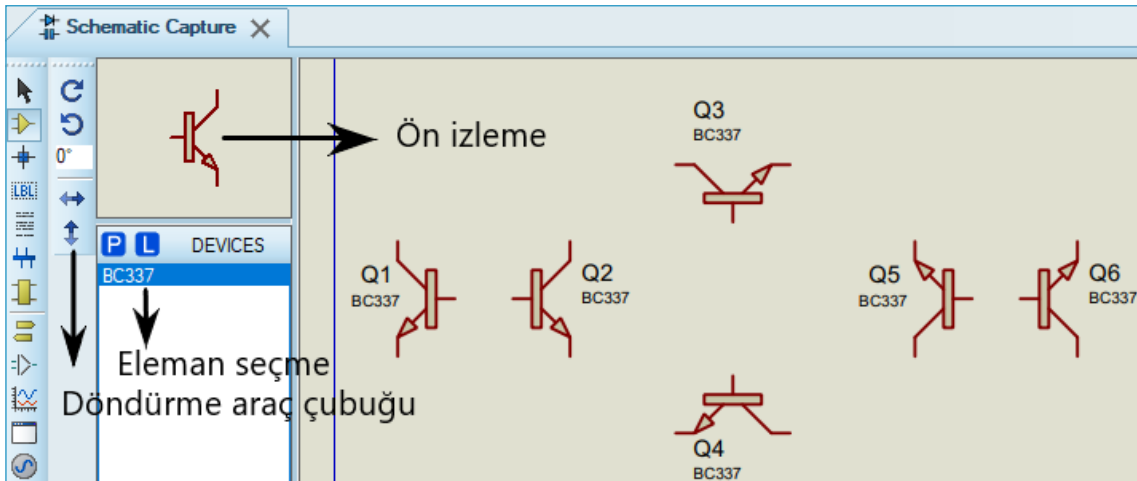 Schematic Capture
0°
LBL
Ön izleme
P L DEVICES
BC337
Eleman seçme
Döndürme araç çubuğu
Q3
BC337
Q1
BC337
Q2
BC337
Q5
BC337
Q6
BC337
Q4
BC337